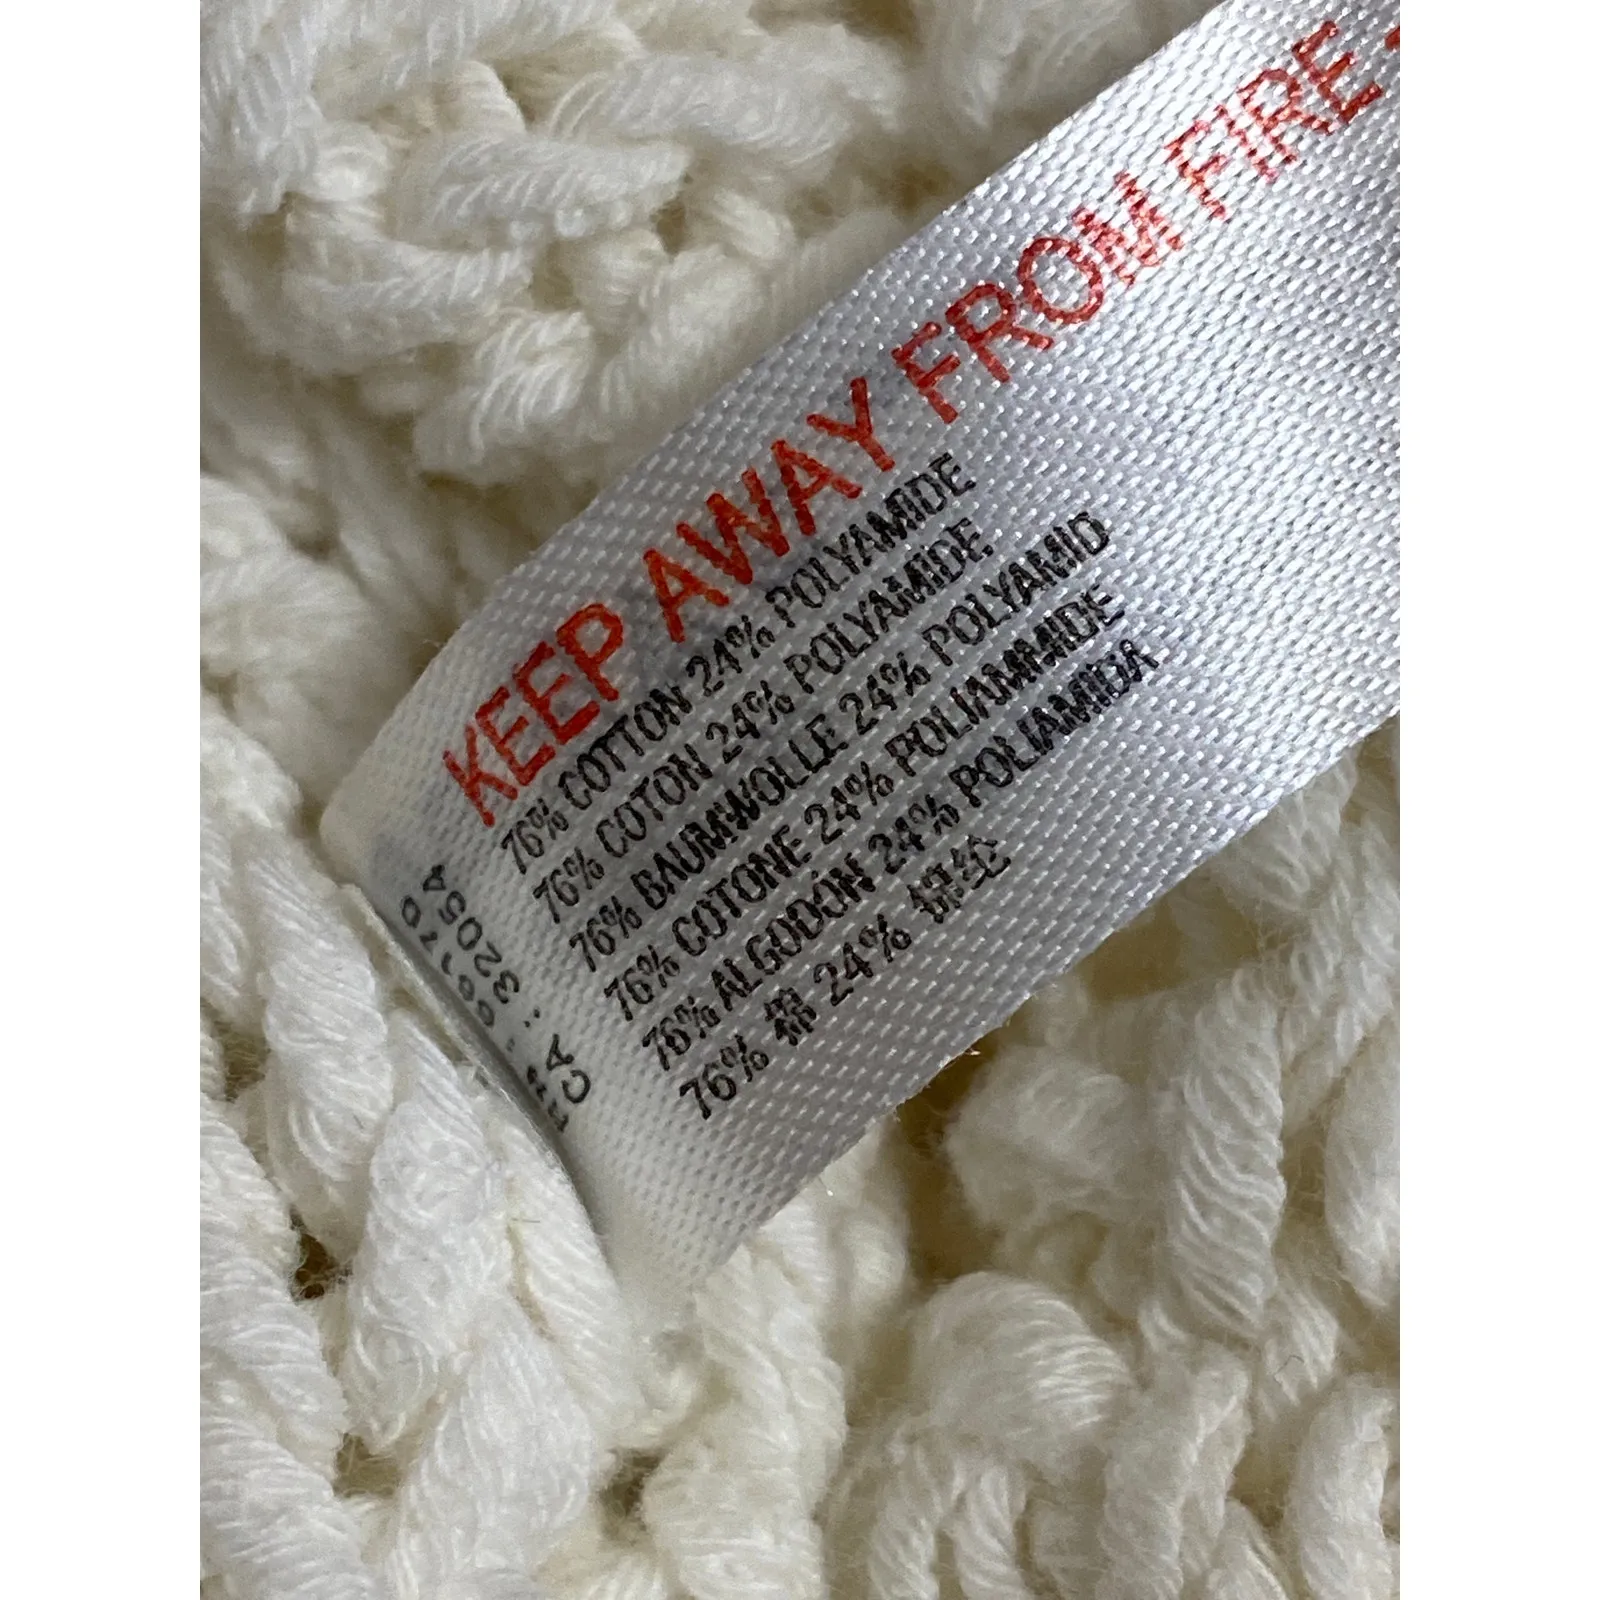 KEEP AWAY FROM FIRE
76% COTTON 24% POLYAMIDE
76% COTON 24% POLYAMIDE
76% BAUMWOLLE 24% POLYAMID
76% COTONE 24% POLIAMMIDE
76% ALGODÓN 24% POLIAMIDA
76% 棉 24% 锦纶
66170
CA : 32054